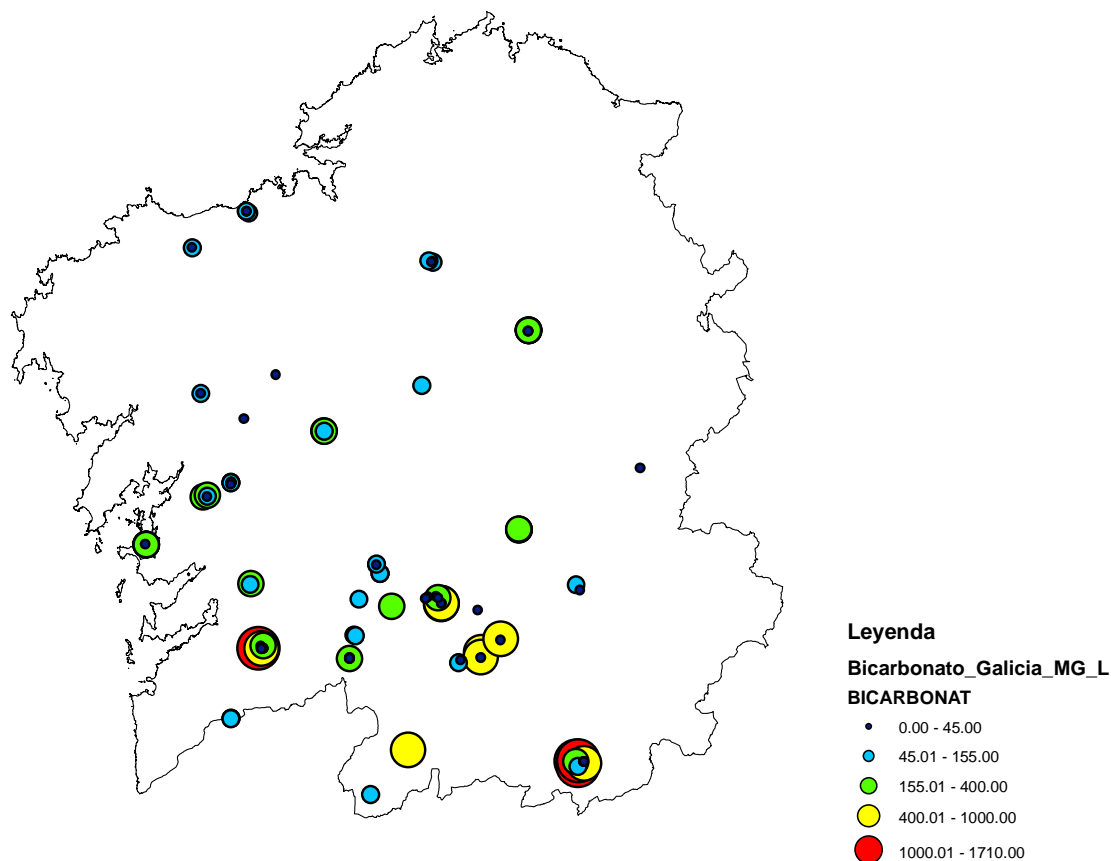 Leyenda
Bicarbonato_Galicia_MG_L
BICARBONAT
0.00 - 45.00
45.01 - 155.00
155.01 - 400.00
400.01 - 1000.00
1000.01 - 1710.00